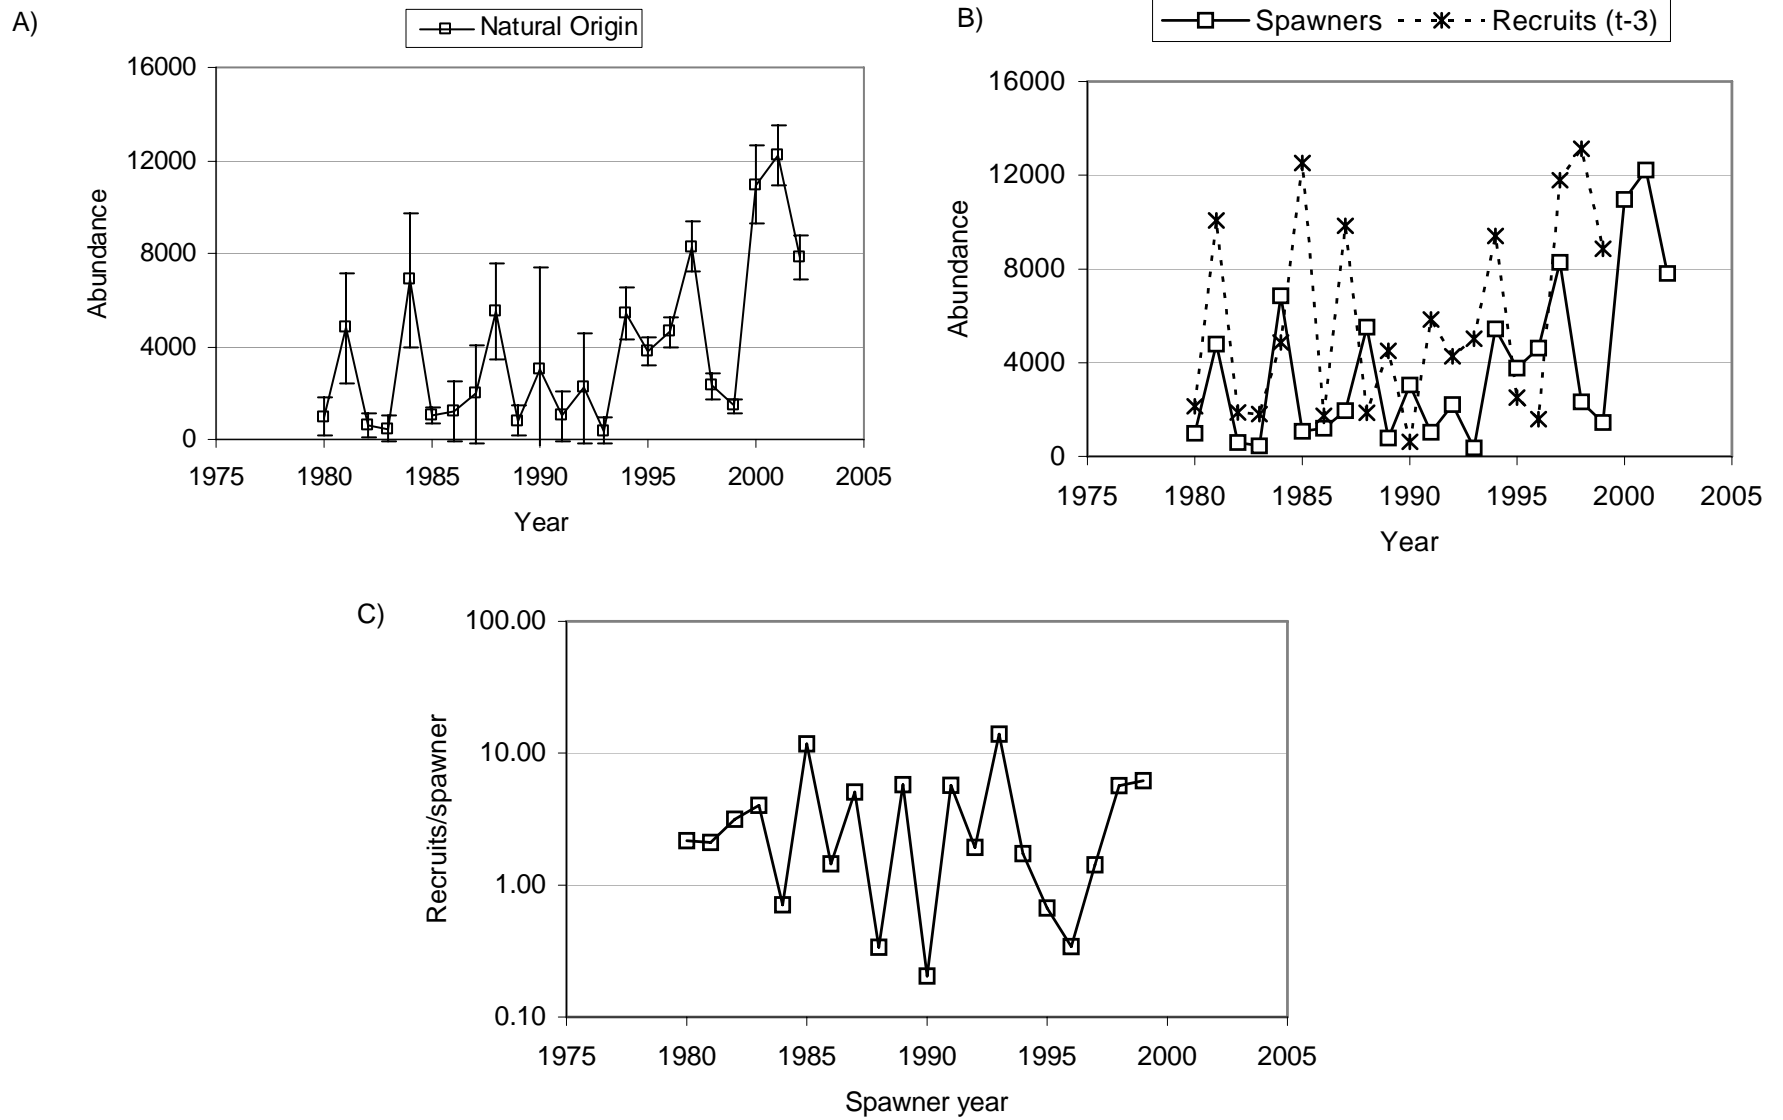 A)
Natural Origin
16000
12000
8000
4000
0
Abundance
1975 1980 1985 1990 1995 2000 2005
Year
B)
Spawners Recruits (t-3)
16000
12000
8000
4000
0
Abundance
1975 1980 1985 1990 1995 2000 2005
Year
C)
100.00
10.00
1.00
0.10
Recruits/spawner
1975 1980 1985 1990 1995 2000 2005
Spawner year